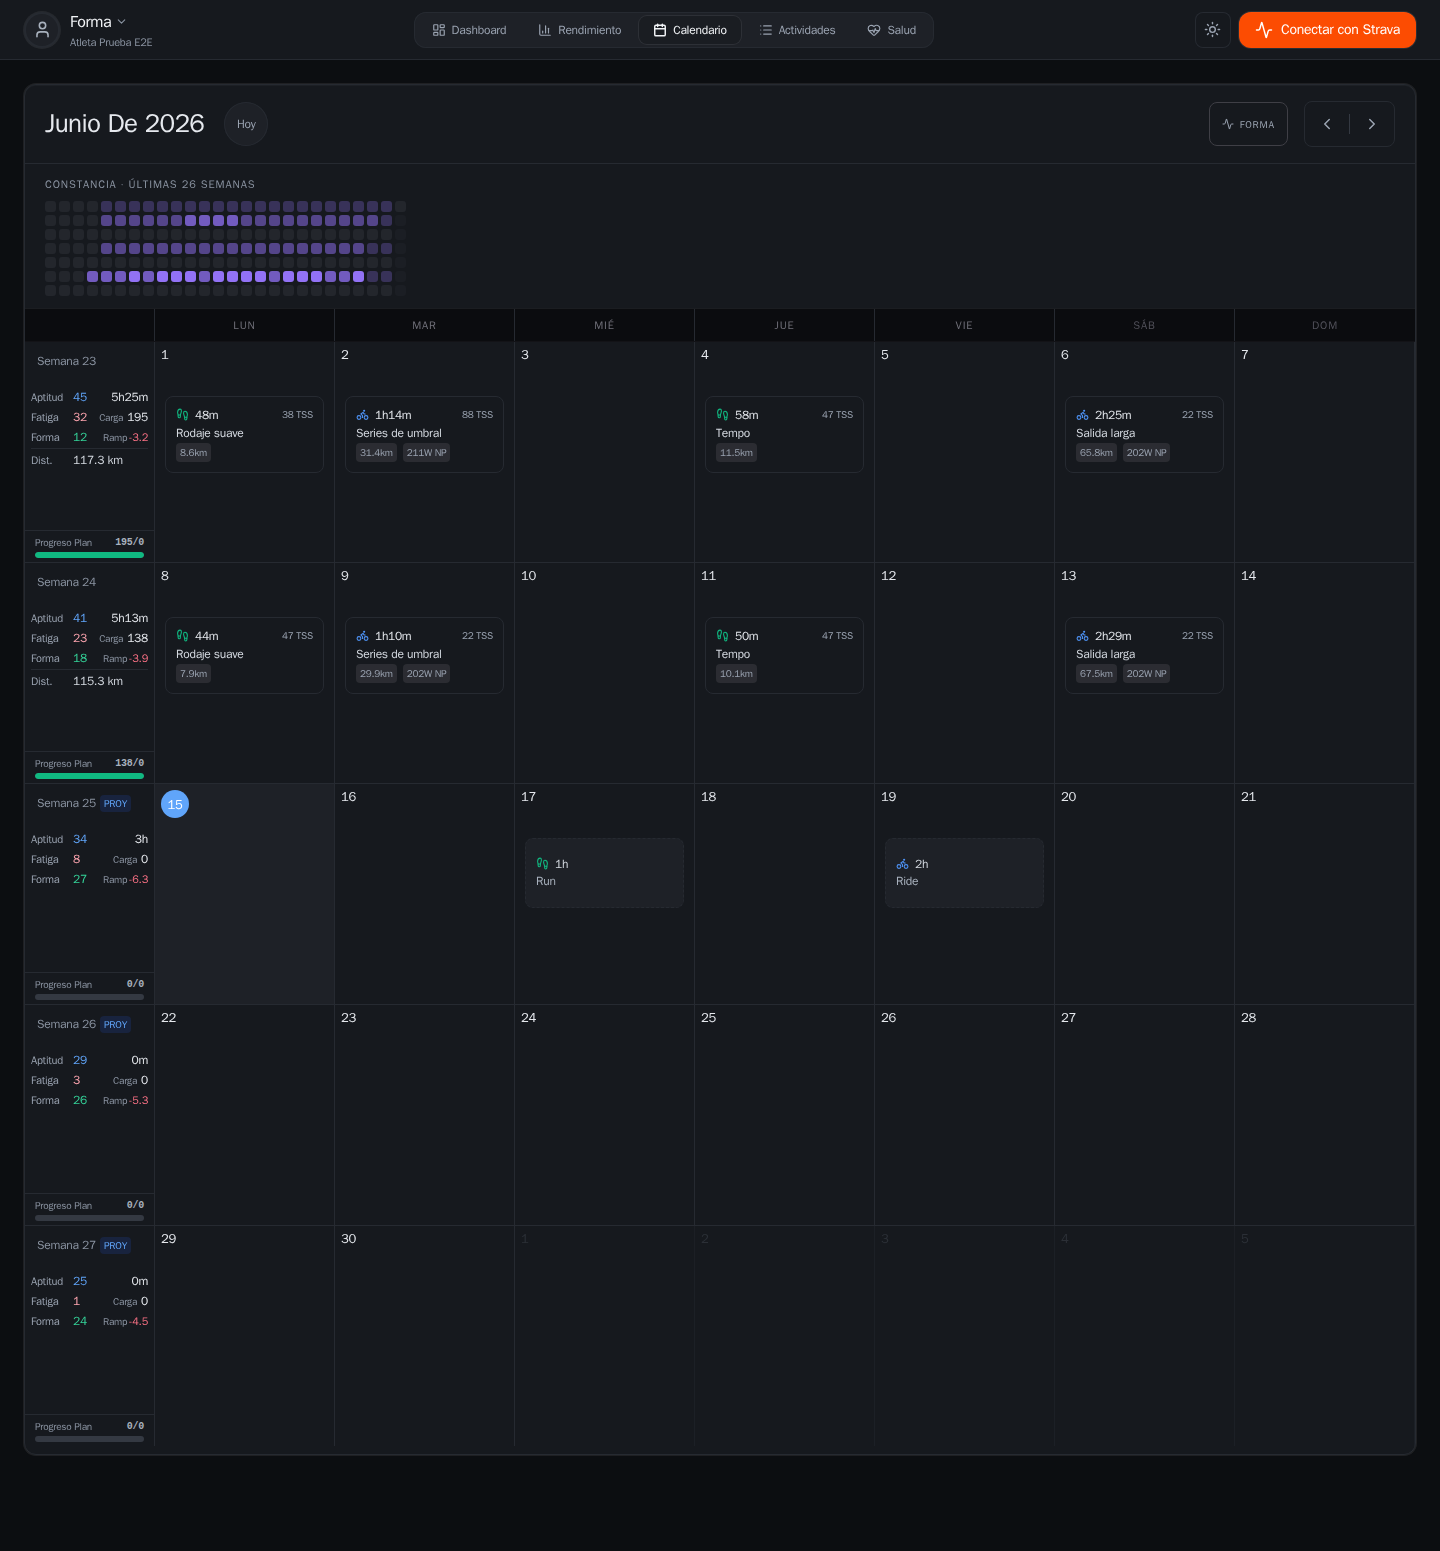 Forma
Atleta Prueba E2E
Dashboard
Rendimiento
Calendario
Actividades
Salud
Conectar con Strava
Junio De 2026
Hoy
FORMA
CONSTANCIA · ÚLTIMAS 26 SEMANAS
LUN MAR MIÉ JUE VIE SÁB DOM
Semana 23
Aptitud 45 5h25m
Fatiga 32 Carga 195
Forma 12 Ramp -3.2
Dist. 117.3 km
Progreso Plan 195/0
1
48m 38 TSS
Rodaje suave
8.6km
2
1h14m 88 TSS
Series de umbral
31.4km 211W NP
3
4
58m 47 TSS
Tempo
11.5km
5
6
2h25m 22 TSS
Salida larga
65.8km 202W NP
7
Semana 24
Aptitud 41 5h13m
Fatiga 23 Carga 138
Forma 18 Ramp -3.9
Dist. 115.3 km
Progreso Plan 138/0
8
44m 47 TSS
Rodaje suave
7.9km
9
1h10m 22 TSS
Series de umbral
29.9km 202W NP
10
11
50m 47 TSS
Tempo
10.1km
12
13
2h29m 22 TSS
Salida larga
67.5km 202W NP
14
Semana 25 PROY
Aptitud 34 3h
Fatiga 8 Carga 0
Forma 27 Ramp -6.3
Progreso Plan 0/0
15
16
17
1h
Run
18
19
2h
Ride
20
21
Semana 26 PROY
Aptitud 29 0m
Fatiga 3 Carga 0
Forma 26 Ramp -5.3
Progreso Plan 0/0
22
23
24
25
26
27
28
Semana 27 PROY
Aptitud 25 0m
Fatiga 1 Carga 0
Forma 24 Ramp -4.5
Progreso Plan 0/0
29
30
1
2
3
4
5